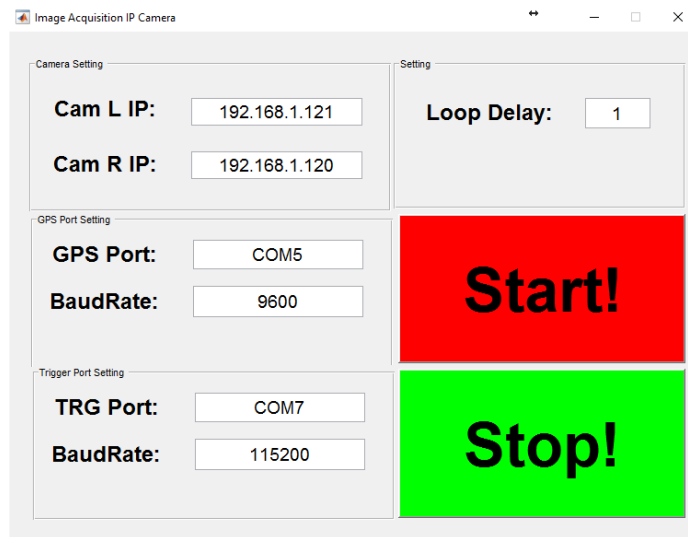 Image Acquisition IP Camera
Camera Setting
Cam L IP: 192.168.1.121
Cam R IP: 192.168.1.120
Setting
Loop Delay: 1
GPS Port Setting
GPS Port: COM5
BaudRate: 9600
Start!
Trigger Port Setting
TRG Port: COM7
BaudRate: 115200
Stop!